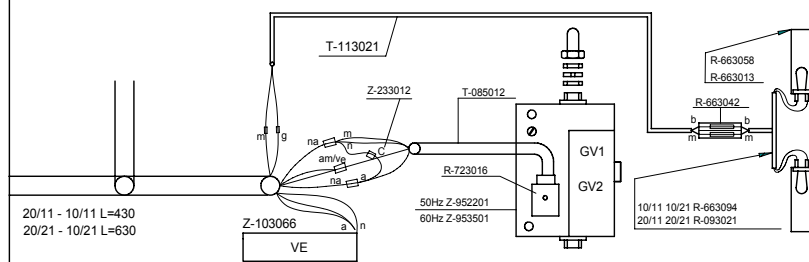 T-113021
R-663058
R-663013
Z-233012
T-085012
R-663042
b
b
m
m
m
g
na
m
n
C
am/ve
na
a
R-723016
GV1
GV2
50Hz Z-952201
60Hz Z-953501
10/11 10/21 R-663094
20/11 20/21 R-093021
20/11 - 10/11 L=430
20/21 - 10/21 L=630
Z-103066
a
n
VE